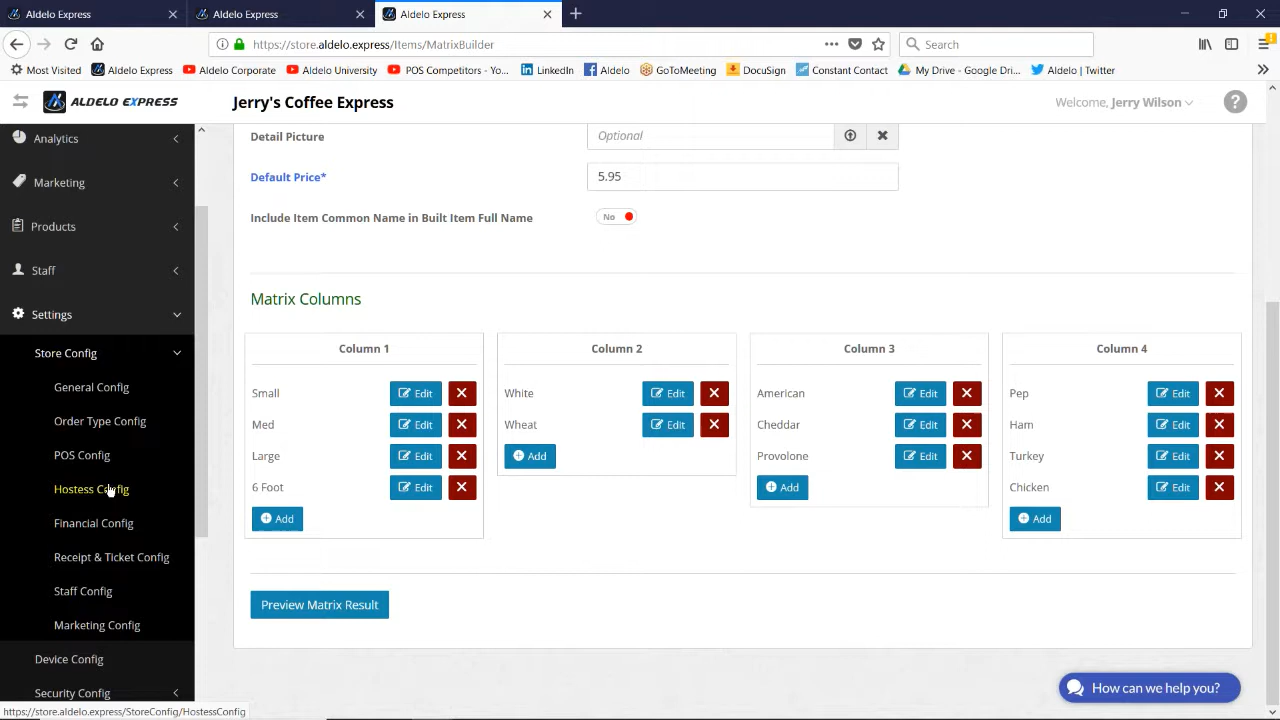 Aldelo Express
Aldelo Express
Aldelo Express
https://store.aldelo.express/Items/MatrixBuilder
Search
Most Visited
Aldelo Express
Aldelo Corporate
Aldelo University
POS Competitors - Yo...
LinkedIn
Aldelo
GoToMeeting
DocuSign
Constant Contact
My Drive - Google Dri...
Aldelo | Twitter
ALDELO EXPRESS
Jerry's Coffee Express
Welcome, Jerry Wilson
?
Analytics
Marketing
Products
Staff
Settings
Store Config
General Config
Order Type Config
POS Config
Hostess Config
Financial Config
Receipt & Ticket Config
Staff Config
Marketing Config
Device Config
Security Config
https://store.aldelo.express/StoreConfig/HostessConfig
Detail Picture
Optional
Default Price*
5.95
Include Item Common Name in Built Item Full Name
No
Matrix Columns
Column 1
Small Edit
Med Edit
Large Edit
6 Foot Edit
Add
Column 2
White Edit
Wheat Edit
Add
Column 3
American Edit
Cheddar Edit
Provolone Edit
Add
Column 4
Pep Edit
Ham Edit
Turkey Edit
Chicken Edit
Add
Preview Matrix Result
How can we help you?